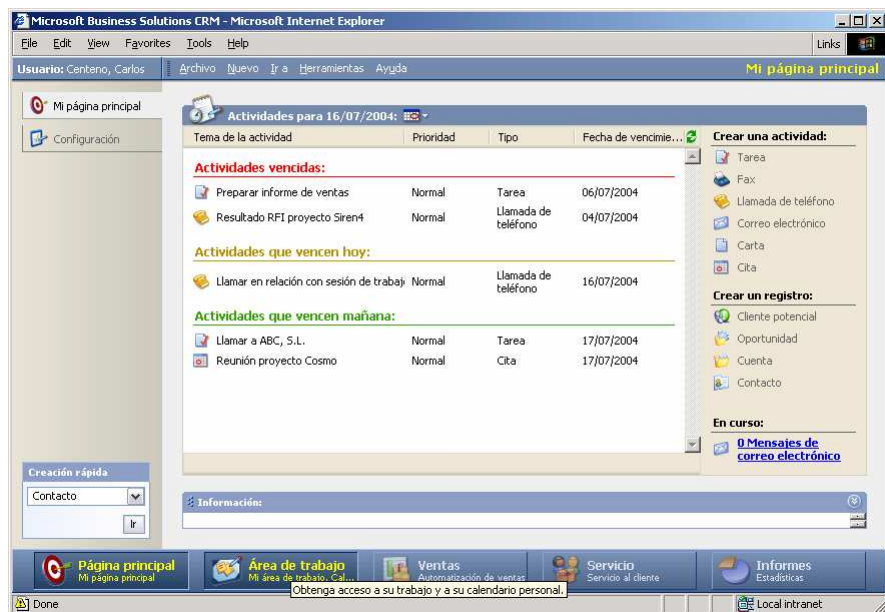 Microsoft Business Solutions CRM - Microsoft Internet Explorer
File Edit View Favorites Tools Help
Links
Usuario: Centeno, Carlos
Archivo Nuevo Ir a Herramientas Ayuda
Mi página principal
Mi página principal
Configuración
Actividades para 16/07/2004:
Tema de la actividad Prioridad Tipo Fecha de vencimie...
Actividades vencidas:
Preparar informe de ventas Normal Tarea 06/07/2004
Resultado RFI proyecto Siren4 Normal Llamada de teléfono 04/07/2004
Actividades que vencen hoy:
Llamar en relación con sesión de trabajo Normal Llamada de teléfono 16/07/2004
Actividades que vencen mañana:
Llamar a ABC, S.L. Normal Tarea 17/07/2004
Reunión proyecto Cosmo Normal Cita 17/07/2004
Crear una actividad:
Tarea
Fax
Llamada de teléfono
Correo electrónico
Carta
Cita
Crear un registro:
Cliente potencial
Oportunidad
Cuenta
Contacto
En curso:
0 Mensajes de
correo electrónico
Creación rápida
Contacto
Ir
Información:
Página principal
Mi página principal
Área de trabajo
Mi área de trabajo. Cal...
Ventas
Automatización de ventas
Servicio
Servicio al cliente
Informes
Estadísticas
Obtenga acceso a su trabajo y a su calendario personal.
Done
Local intranet